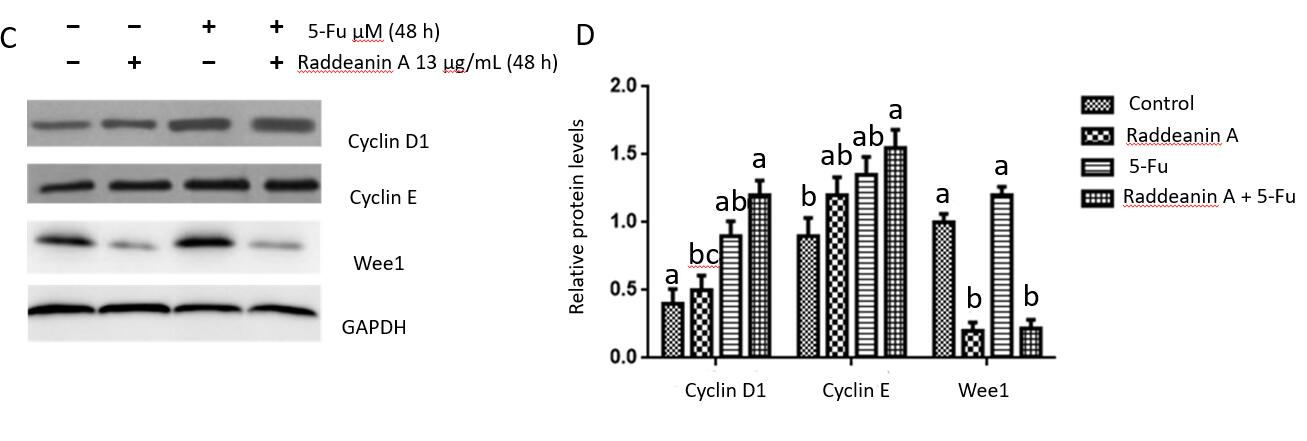 C
− − + + 5-Fu µM (48 h)
− + − + Raddeanin A 13 µg/mL (48 h)
Cyclin D1
Cyclin E
Wee1
GAPDH
D
Relative protein levels
2.0
1.5
1.0
0.5
0.0
a bc ab a
b ab ab a
a b a b
Cyclin D1 Cyclin E Wee1
Control
Raddeanin A
5-Fu
Raddeanin A + 5-Fu